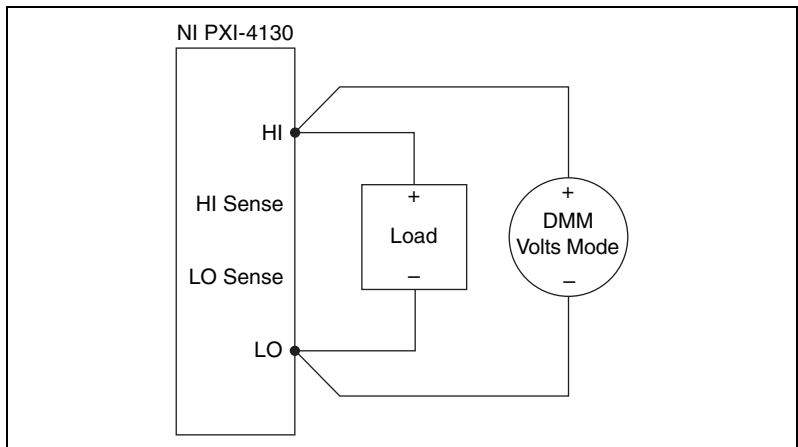 NI PXI-4130
HI
HI Sense
LO Sense
LO
+
Load
–
+
DMM
Volts Mode
–